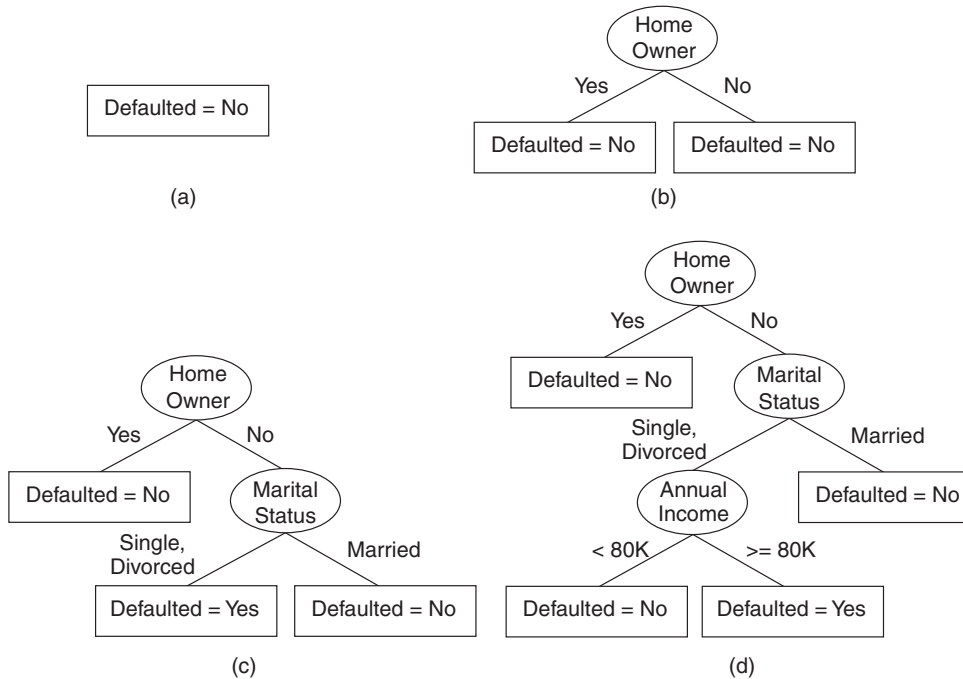 Defaulted = No
(a)
Home
Owner
Yes
No
Defaulted = No
Defaulted = No
(b)
Home
Owner
Yes
No
Defaulted = No
Marital
Status
Single,
Divorced
Married
Defaulted = Yes
Defaulted = No
(c)
Home
Owner
Yes
No
Defaulted = No
Marital
Status
Single,
Divorced
Married
Annual
Income
Defaulted = No
< 80K
>= 80K
Defaulted = No
Defaulted = Yes
(d)